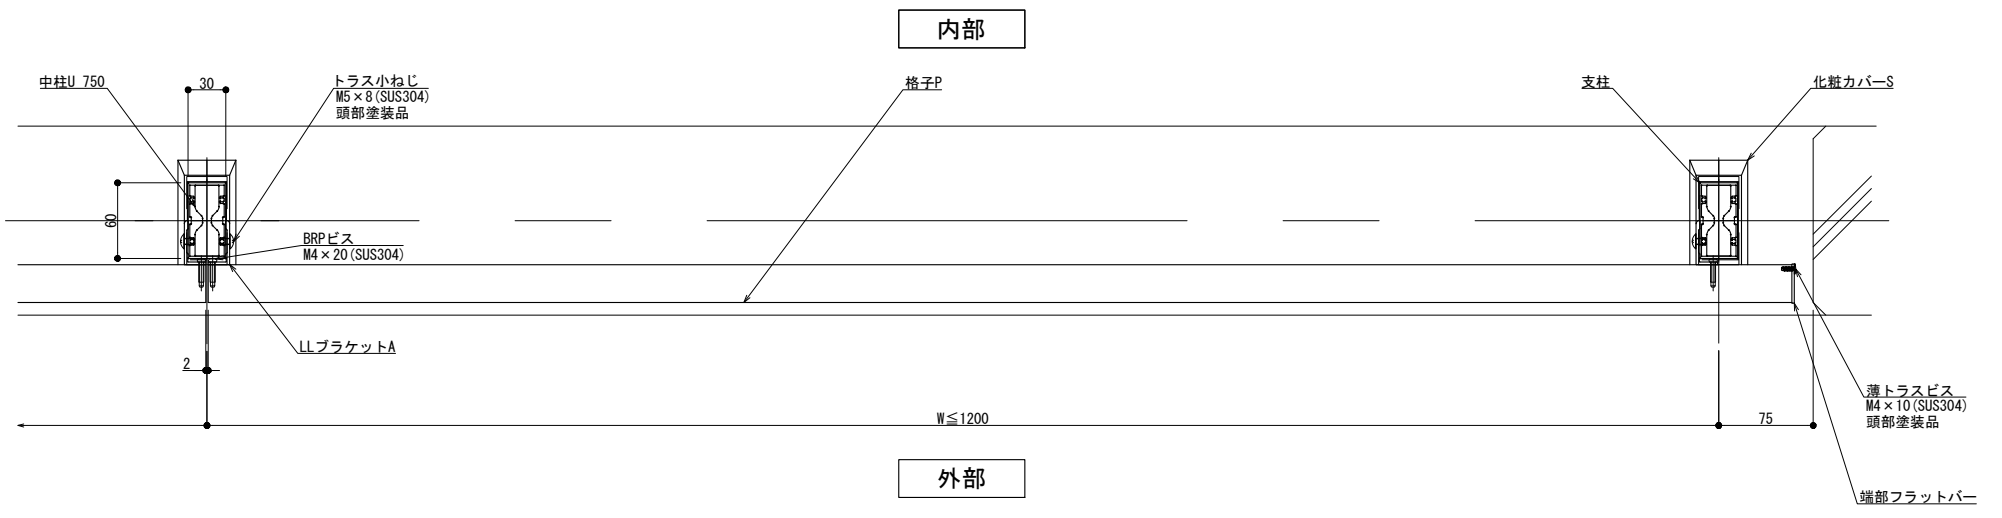 内部
中柱U 750
30
トラス小ねじ
M5×8(SUS304)
頭部塗装品
格子P
支柱
化粧カバーS
60
BRPビス
M4×20(SUS304)
LLブラケットA
2
W≦1200
75
薄トラスビス
M4×10(SUS304)
頭部塗装品
外部
端部フラットバー